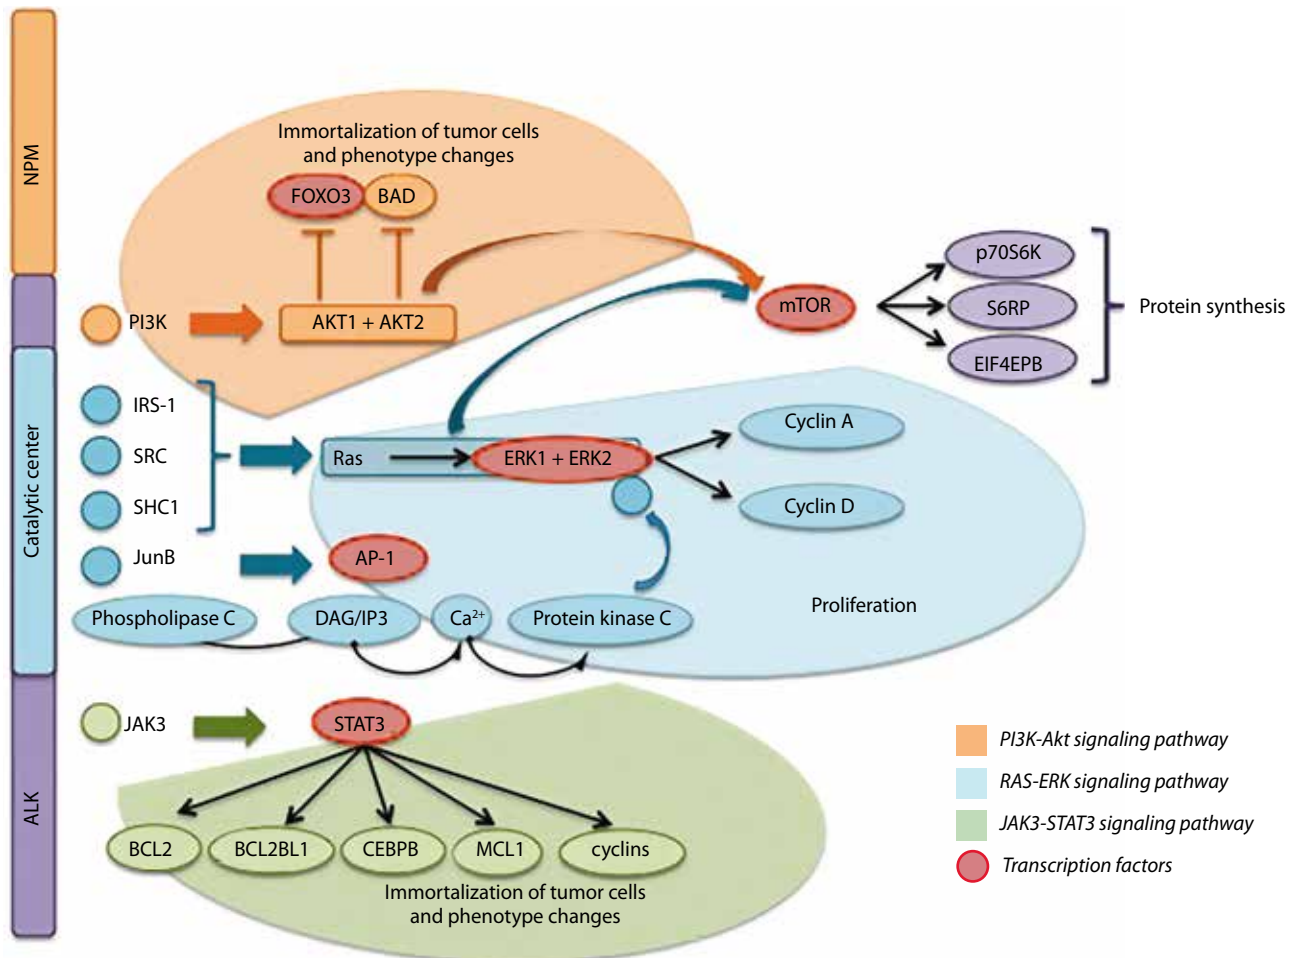 NPM
Catalytic center
ALK
Immortalization of tumor cells
and phenotype changes
FOXO3
BAD
PI3K
AKT1 + AKT2
mTOR
p70S6K
S6RP
EIF4EPB
Protein synthesis
IRS-1
SRC
SHC1
JunB
Ras
ERK1 + ERK2
Cyclin A
Cyclin D
AP-1
Phospholipase C
DAG/IP3
Ca²⁺
Protein kinase C
Proliferation
JAK3
STAT3
BCL2
BCL2BL1
CEBPB
MCL1
cyclins
Immortalization of tumor cells
and phenotype changes
PI3K-Akt signaling pathway
RAS-ERK signaling pathway
JAK3-STAT3 signaling pathway
Transcription factors